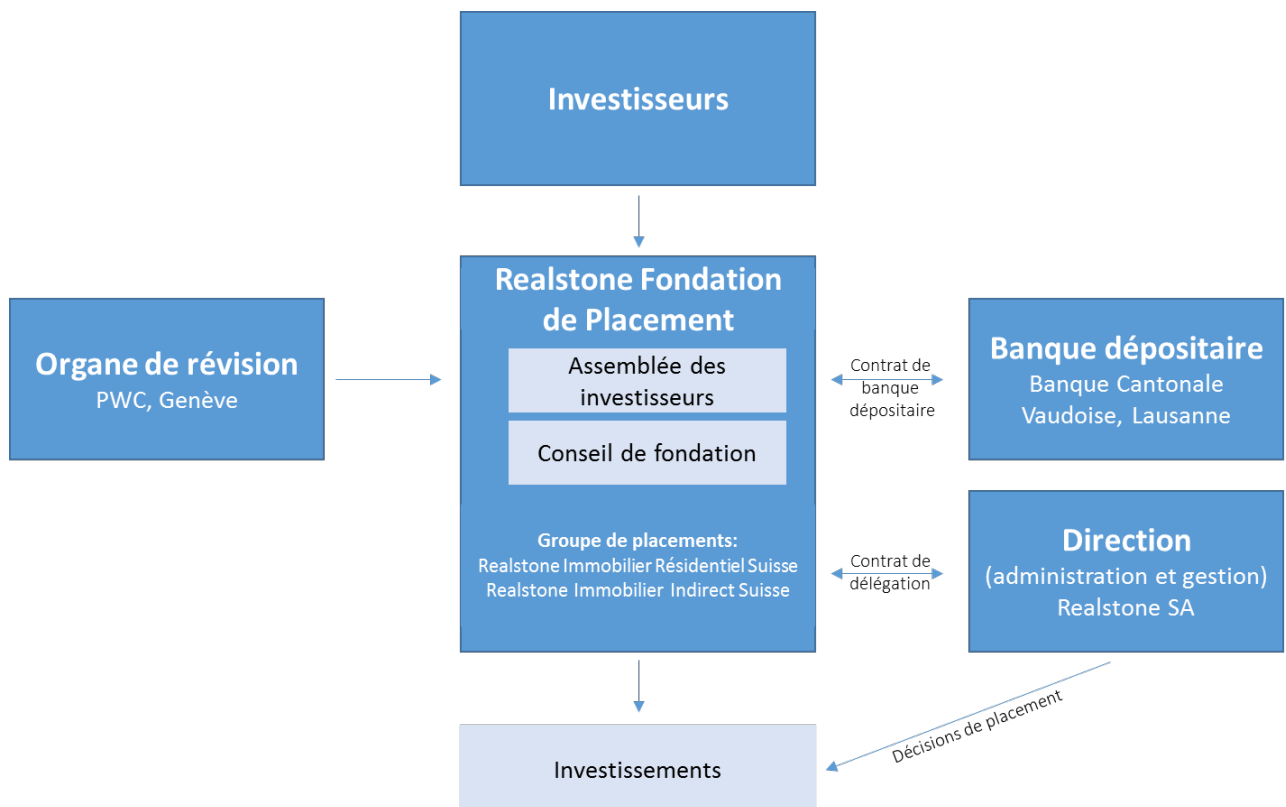 Investisseurs
Realstone Fondation
de Placement
Assemblée des
investisseurs
Conseil de fondation
Groupe de placements:
Realstone Immobilier Résidentiel Suisse
Realstone Immobilier Indirect Suisse
Organe de révision
PWC, Genève
Contrat de
banque
dépositaire
Banque dépositaire
Banque Cantonale
Vaudoise, Lausanne
Contrat de
délégation
Direction
(administration et gestion)
Realstone SA
Décisions de placement
Investissements